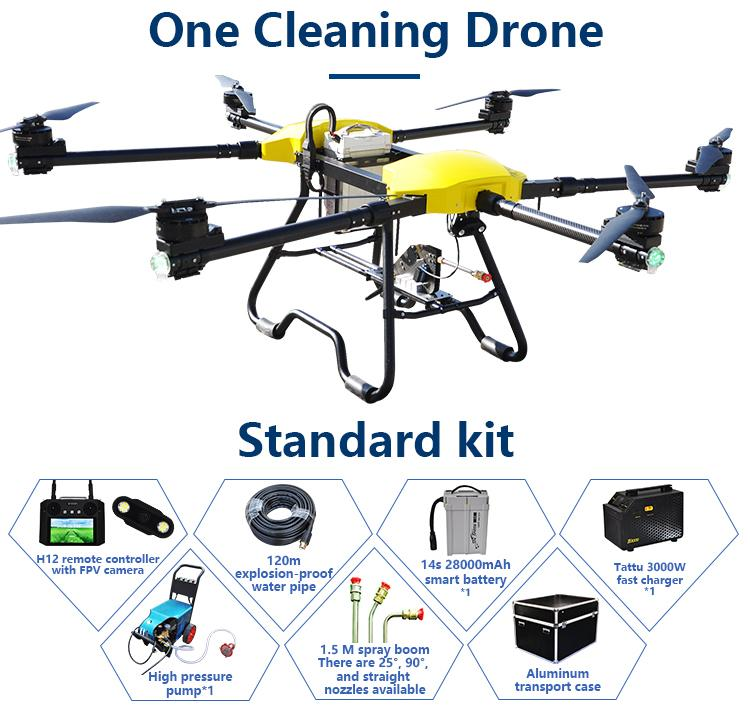 One Cleaning Drone
Standard kit
H12 remote controller
with FPV camera
120m
explosion-proof
water pipe
14s 28000mAh
smart battery
*1
Tattu 3000W
fast charger
*1
High pressure
pump*1
1.5 M spray boom
There are 25°, 90°,
and straight
nozzles available
Aluminum
transport case